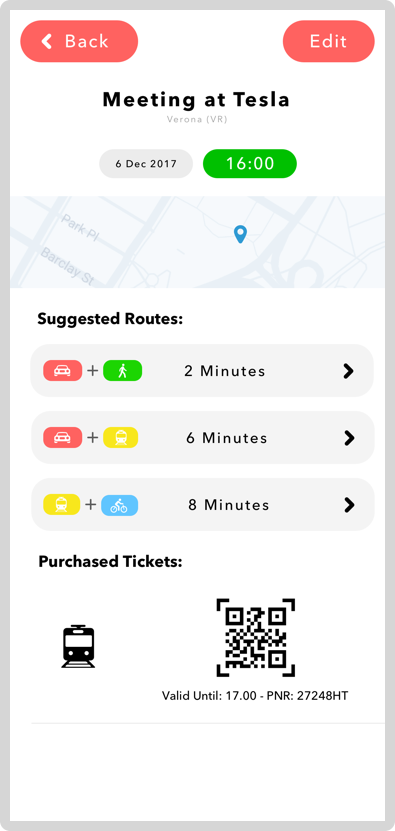 Back
Edit
Meeting at Tesla
Verona (VR)
6 Dec 2017
16:00
Park Pl
Barclay St
Suggested Routes:
+
2 Minutes
+
6 Minutes
+
8 Minutes
Purchased Tickets:
Valid Until: 17.00 - PNR: 27248HT